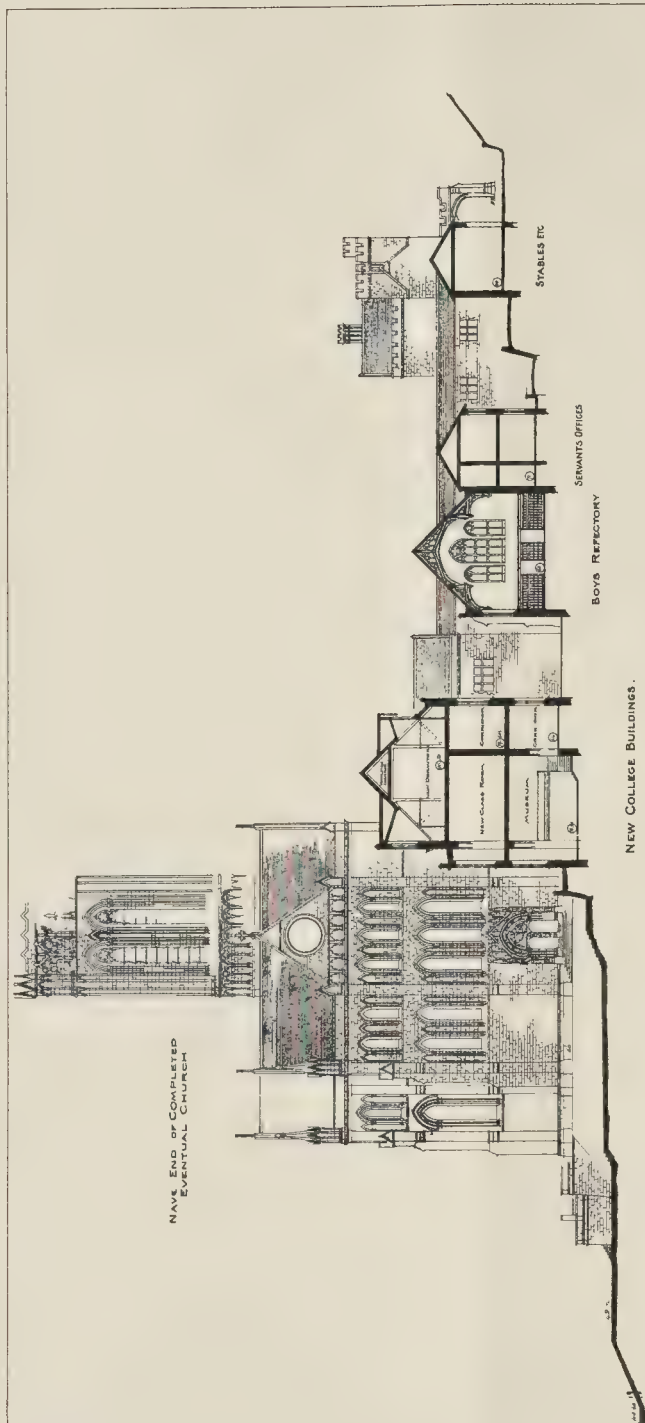 NAVE END OF COMPLETED
EVENTUAL CHURCH
NEW CLASS ROOM
CORRIDOR
MUSEUM
BOYS REFECTORY
SERVANTS OFFICES
STABLES ETC
NEW COLLEGE BUILDINGS.